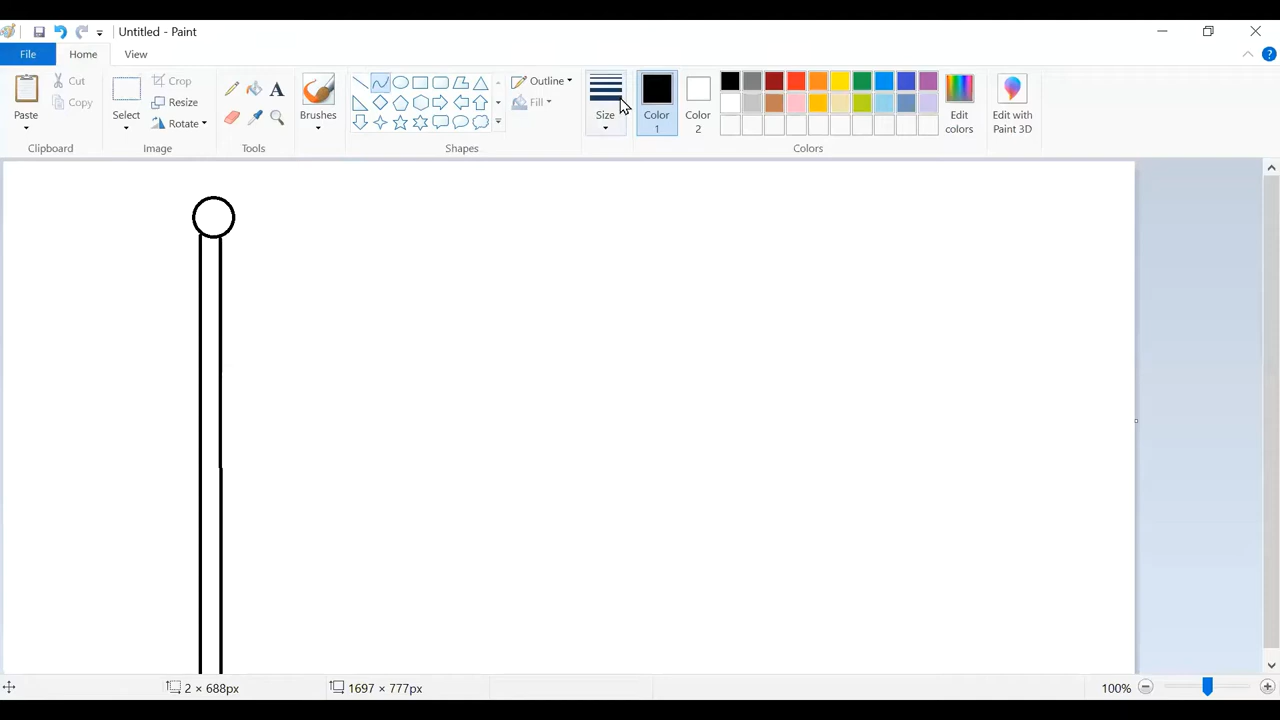 Untitled - Paint
File Home View
Paste
Cut
Copy
Clipboard
Select
Crop
Resize
Rotate
Image
A
Tools
Brushes
Shapes
Outline
Fill
Size
Color 1
Color 2
Colors
Edit colors
Edit with Paint 3D
?
2 × 688px
1697 × 777px
100%